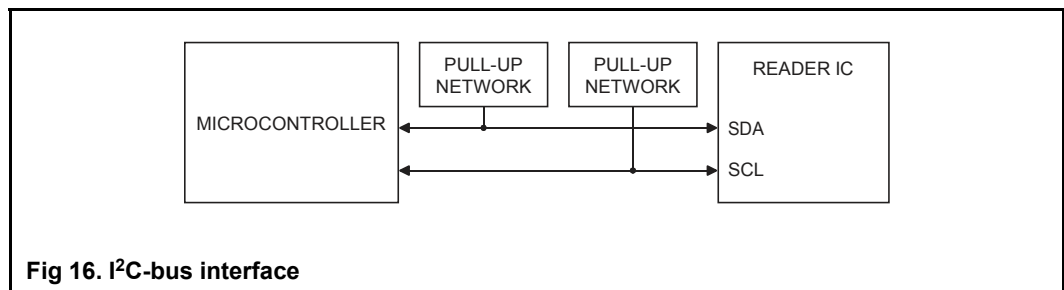 PULL-UP
NETWORK
PULL-UP
NETWORK
READER IC
MICROCONTROLLER
SDA
SCL
Fig 16. I²C-bus interface